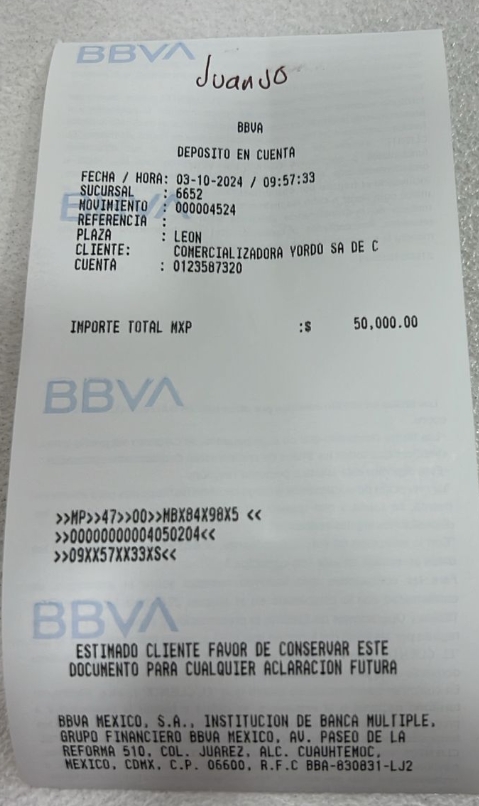 BBVA
Juanjo
BBVA
DEPOSITO EN CUENTA
FECHA / HORA: 03-10-2024 / 09:57:33
SUCURSAL : 6652
MOVIMIENTO : 000004524
REFERENCIA :
PLAZA : LEON
CLIENTE: COMERCIALIZADORA YORDO SA DE C
CUENTA : 0123587320
BBVA
IMPORTE TOTAL MXP :$ 50,000.00
BBVA
>>MP>>47>>00>>MBX84X98X5 <<
>>00000000004050204<<
>>09XX57XX33XS<<
BBVA
ESTIMADO CLIENTE FAVOR DE CONSERVAR ESTE
DOCUMENTO PARA CUALQUIER ACLARACION FUTURA
BBVA MEXICO, S.A., INSTITUCION DE BANCA MULTIPLE,
GRUPO FINANCIERO BBVA MEXICO, AV. PASEO DE LA
REFORMA 510, COL. JUAREZ, ALC. CUAUHTEMOC,
MEXICO, CDMX, C.P. 06600, R.F.C BBA-830831-LJ2